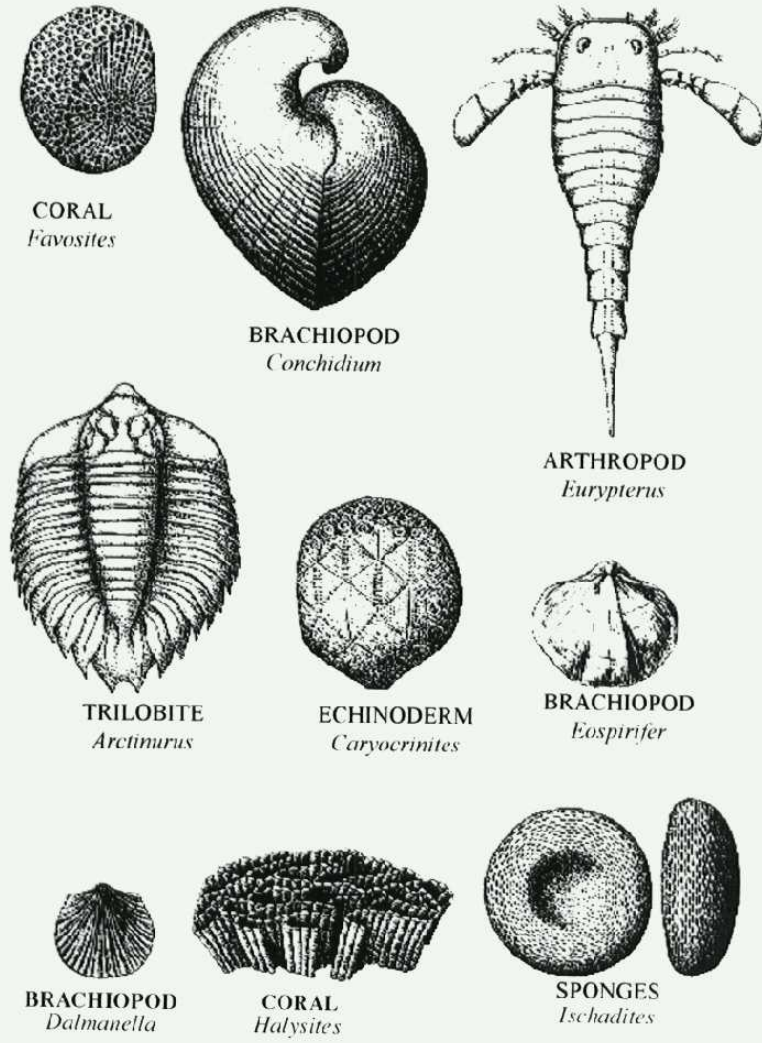 CORAL
Favosites
BRACHIOPOD
Conchidium
ARTHROPOD
Eurypterus
TRILOBITE
Arctinurus
ECHINODERM
Caryocrinites
BRACHIOPOD
Eospirifer
BRACHIOPOD
Dalmanella
CORAL
Halysites
SPONGES
Ischadites